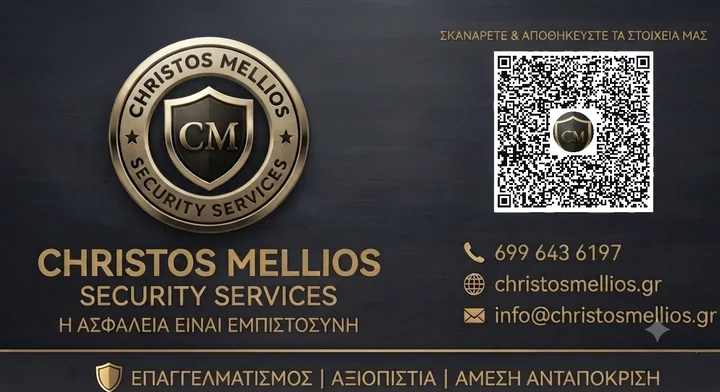 CHRISTOS MELLIOS
CM
SECURITY SERVICES
CHRISTOS MELLIOS
SECURITY SERVICES
Η ΑΣΦΑΛΕΙΑ ΕΙΝΑΙ ΕΜΠΙΣΤΟΣΥΝΗ
ΣΚΑΝΑΡΕΤΕ & ΑΠΟΘΗΚΕΥΣΤΕ ΤΑ ΣΤΟΙΧΕΙΑ ΜΑΣ
CM
699 643 6197
christosmellios.gr
info@christosmellios.gr
ΕΠΑΓΓΕΛΜΑΤΙΣΜΟΣ | ΑΞΙΟΠΙΣΤΙΑ | ΑΜΕΣΗ ΑΝΤΑΠΟΚΡΙΣΗ